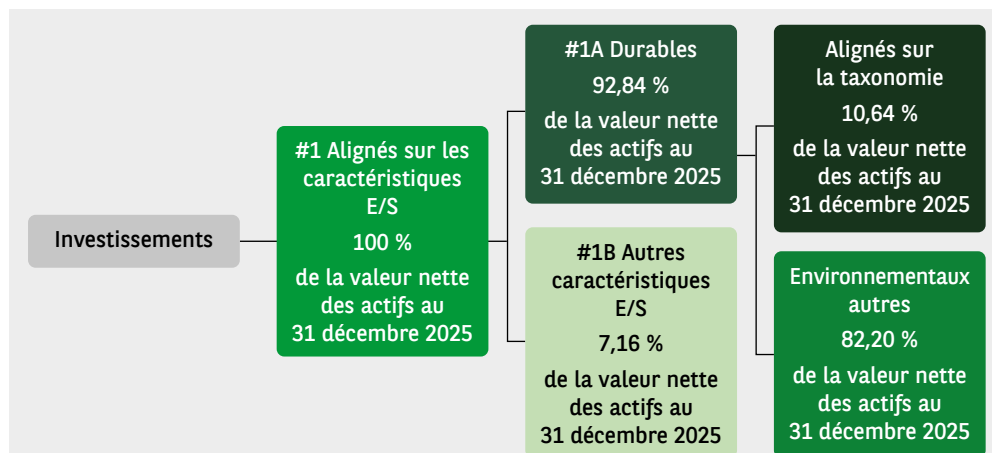 Investissements
#1 Alignés sur les
caractéristiques
E/S
100 %
de la valeur nette
des actifs au
31 décembre 2025
#1A Durables
92,84 %
de la valeur nette
des actifs au
31 décembre 2025
#1B Autres
caractéristiques
E/S
7,16 %
de la valeur nette
des actifs au
31 décembre 2025
Alignés sur
la taxonomie
10,64 %
de la valeur nette
des actifs au
31 décembre 2025
Environnementaux
autres
82,20 %
de la valeur nette
des actifs au
31 décembre 2025